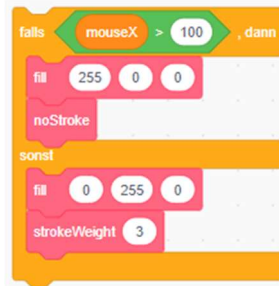 falls mouseX > 100 , dann
fill 255 0 0
noStroke
sonst
fill 0 255 0
strokeWeight 3